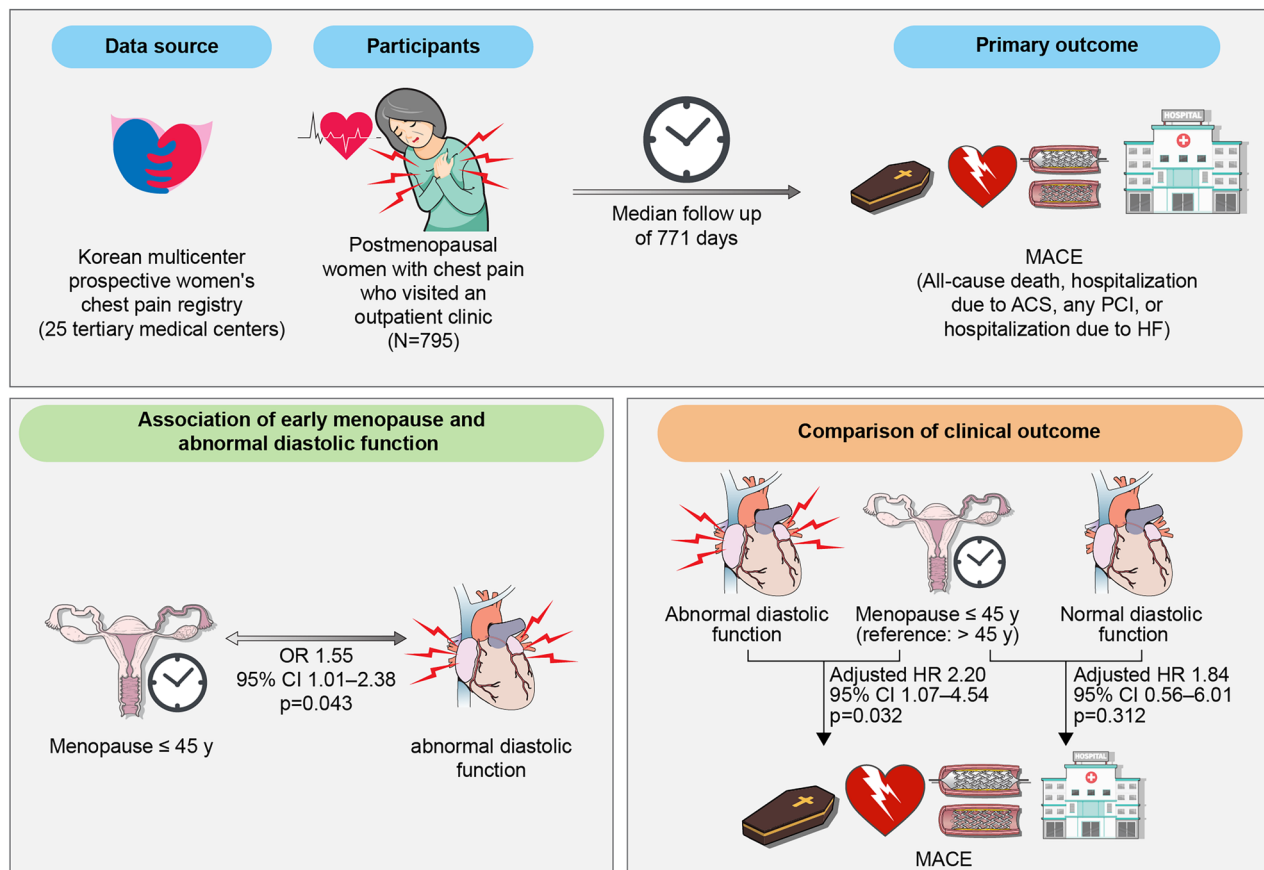 Data source
Participants
Primary outcome
HOSPITAL
Korean multicenter
prospective women's
chest pain registry
(25 tertiary medical centers)
Postmenopausal
women with chest pain
who visited an
outpatient clinic
(N=795)
Median follow up
of 771 days
MACE
(All-cause death, hospitalization
due to ACS, any PCI, or
hospitalization due to HF)
Association of early menopause and
abnormal diastolic function
OR 1.55
95% CI 1.01–2.38
p=0.043
Menopause ≤ 45 y
abnormal diastolic
function
Comparison of clinical outcome
Abnormal diastolic
function
Menopause ≤ 45 y
(reference: > 45 y)
Normal diastolic
function
Adjusted HR 2.20
95% CI 1.07–4.54
p=0.032
Adjusted HR 1.84
95% CI 0.56–6.01
p=0.312
HOSPITAL
MACE